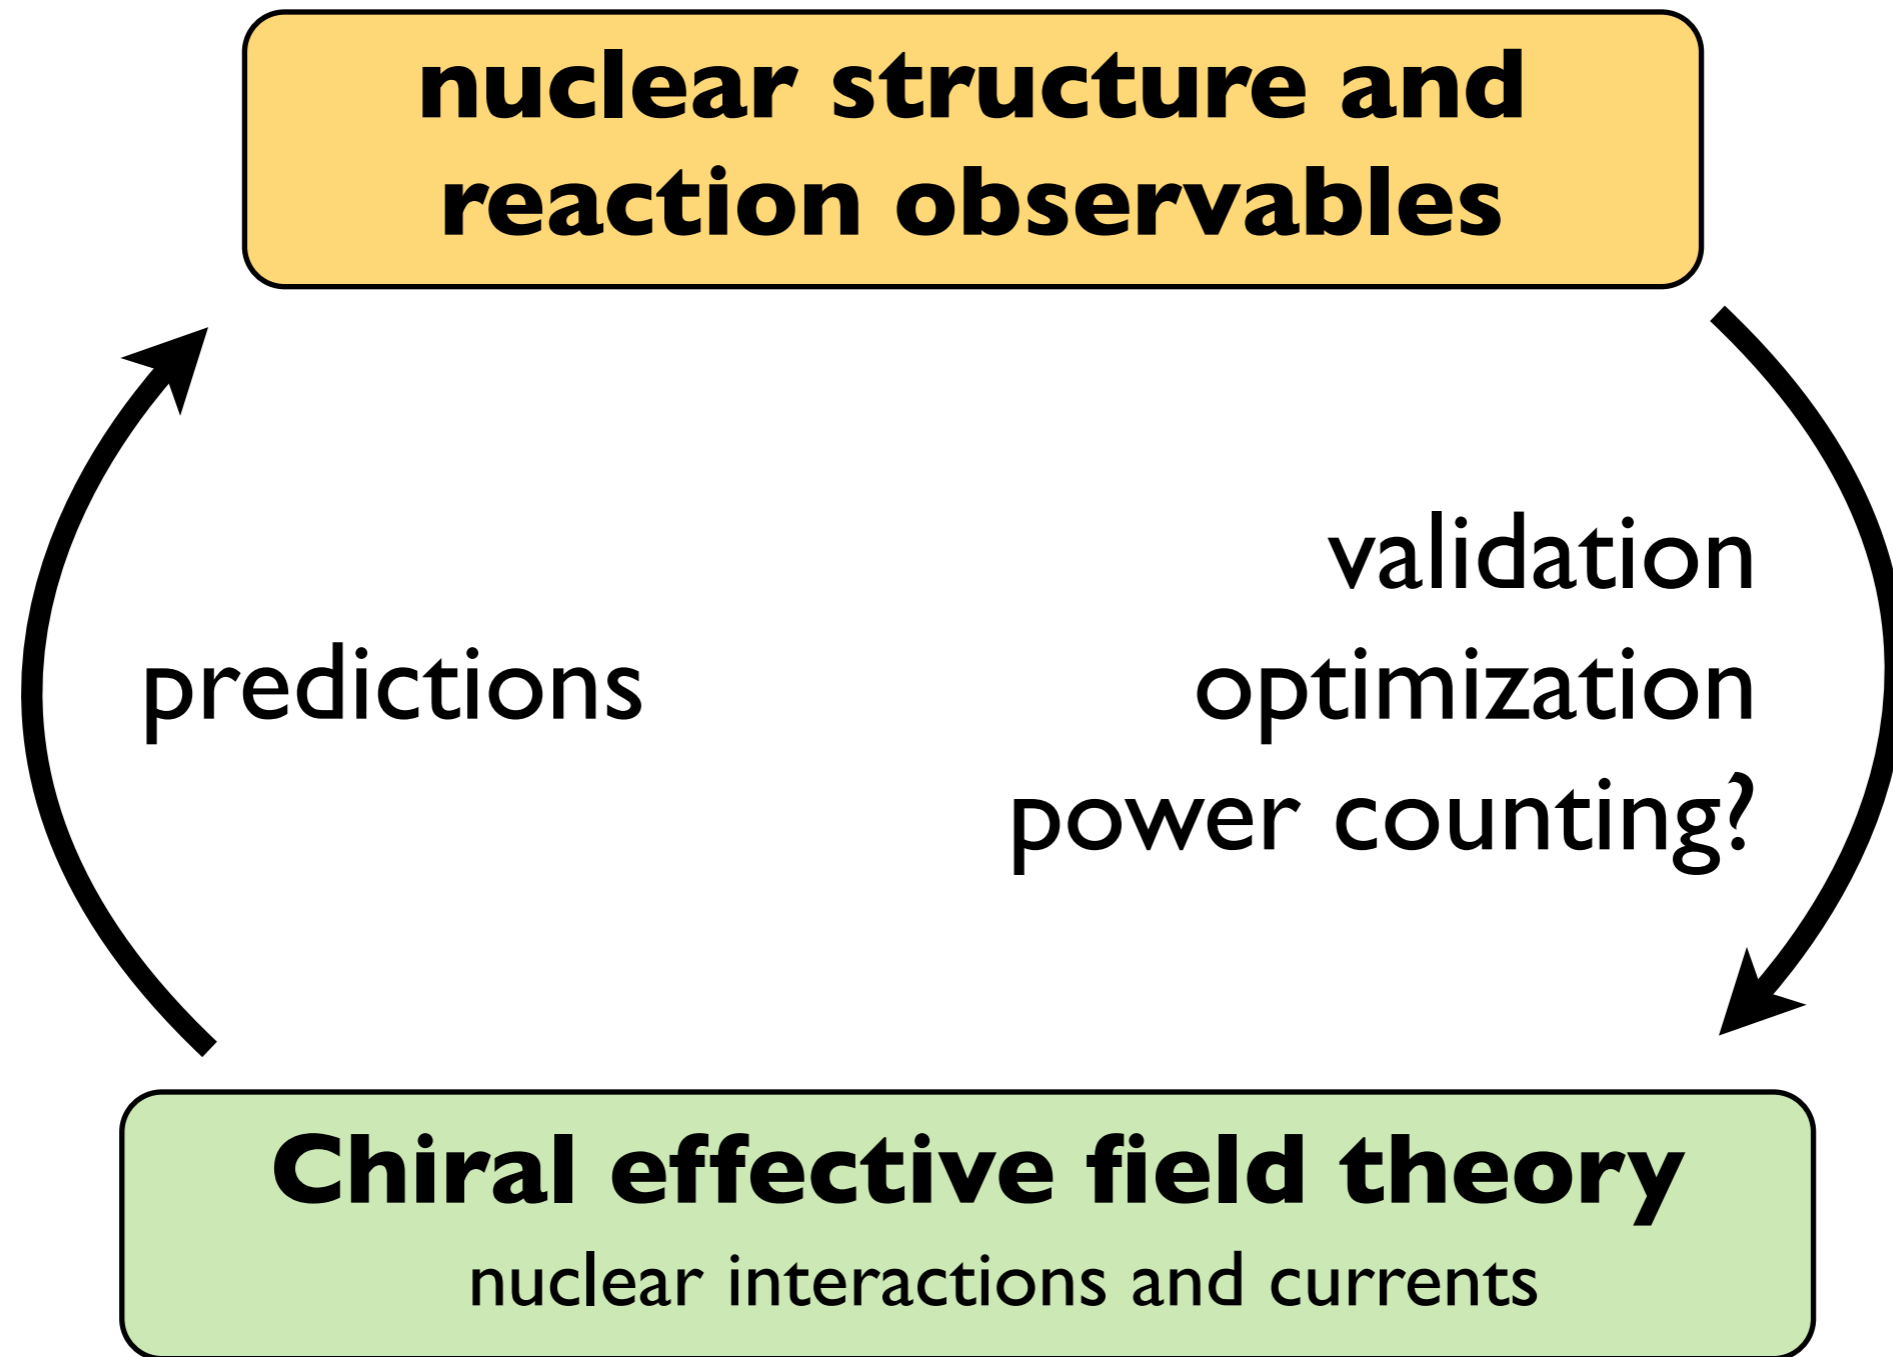 nuclear structure and
reaction observables
predictions
validation
optimization
power counting?
Chiral effective field theory
nuclear interactions and currents